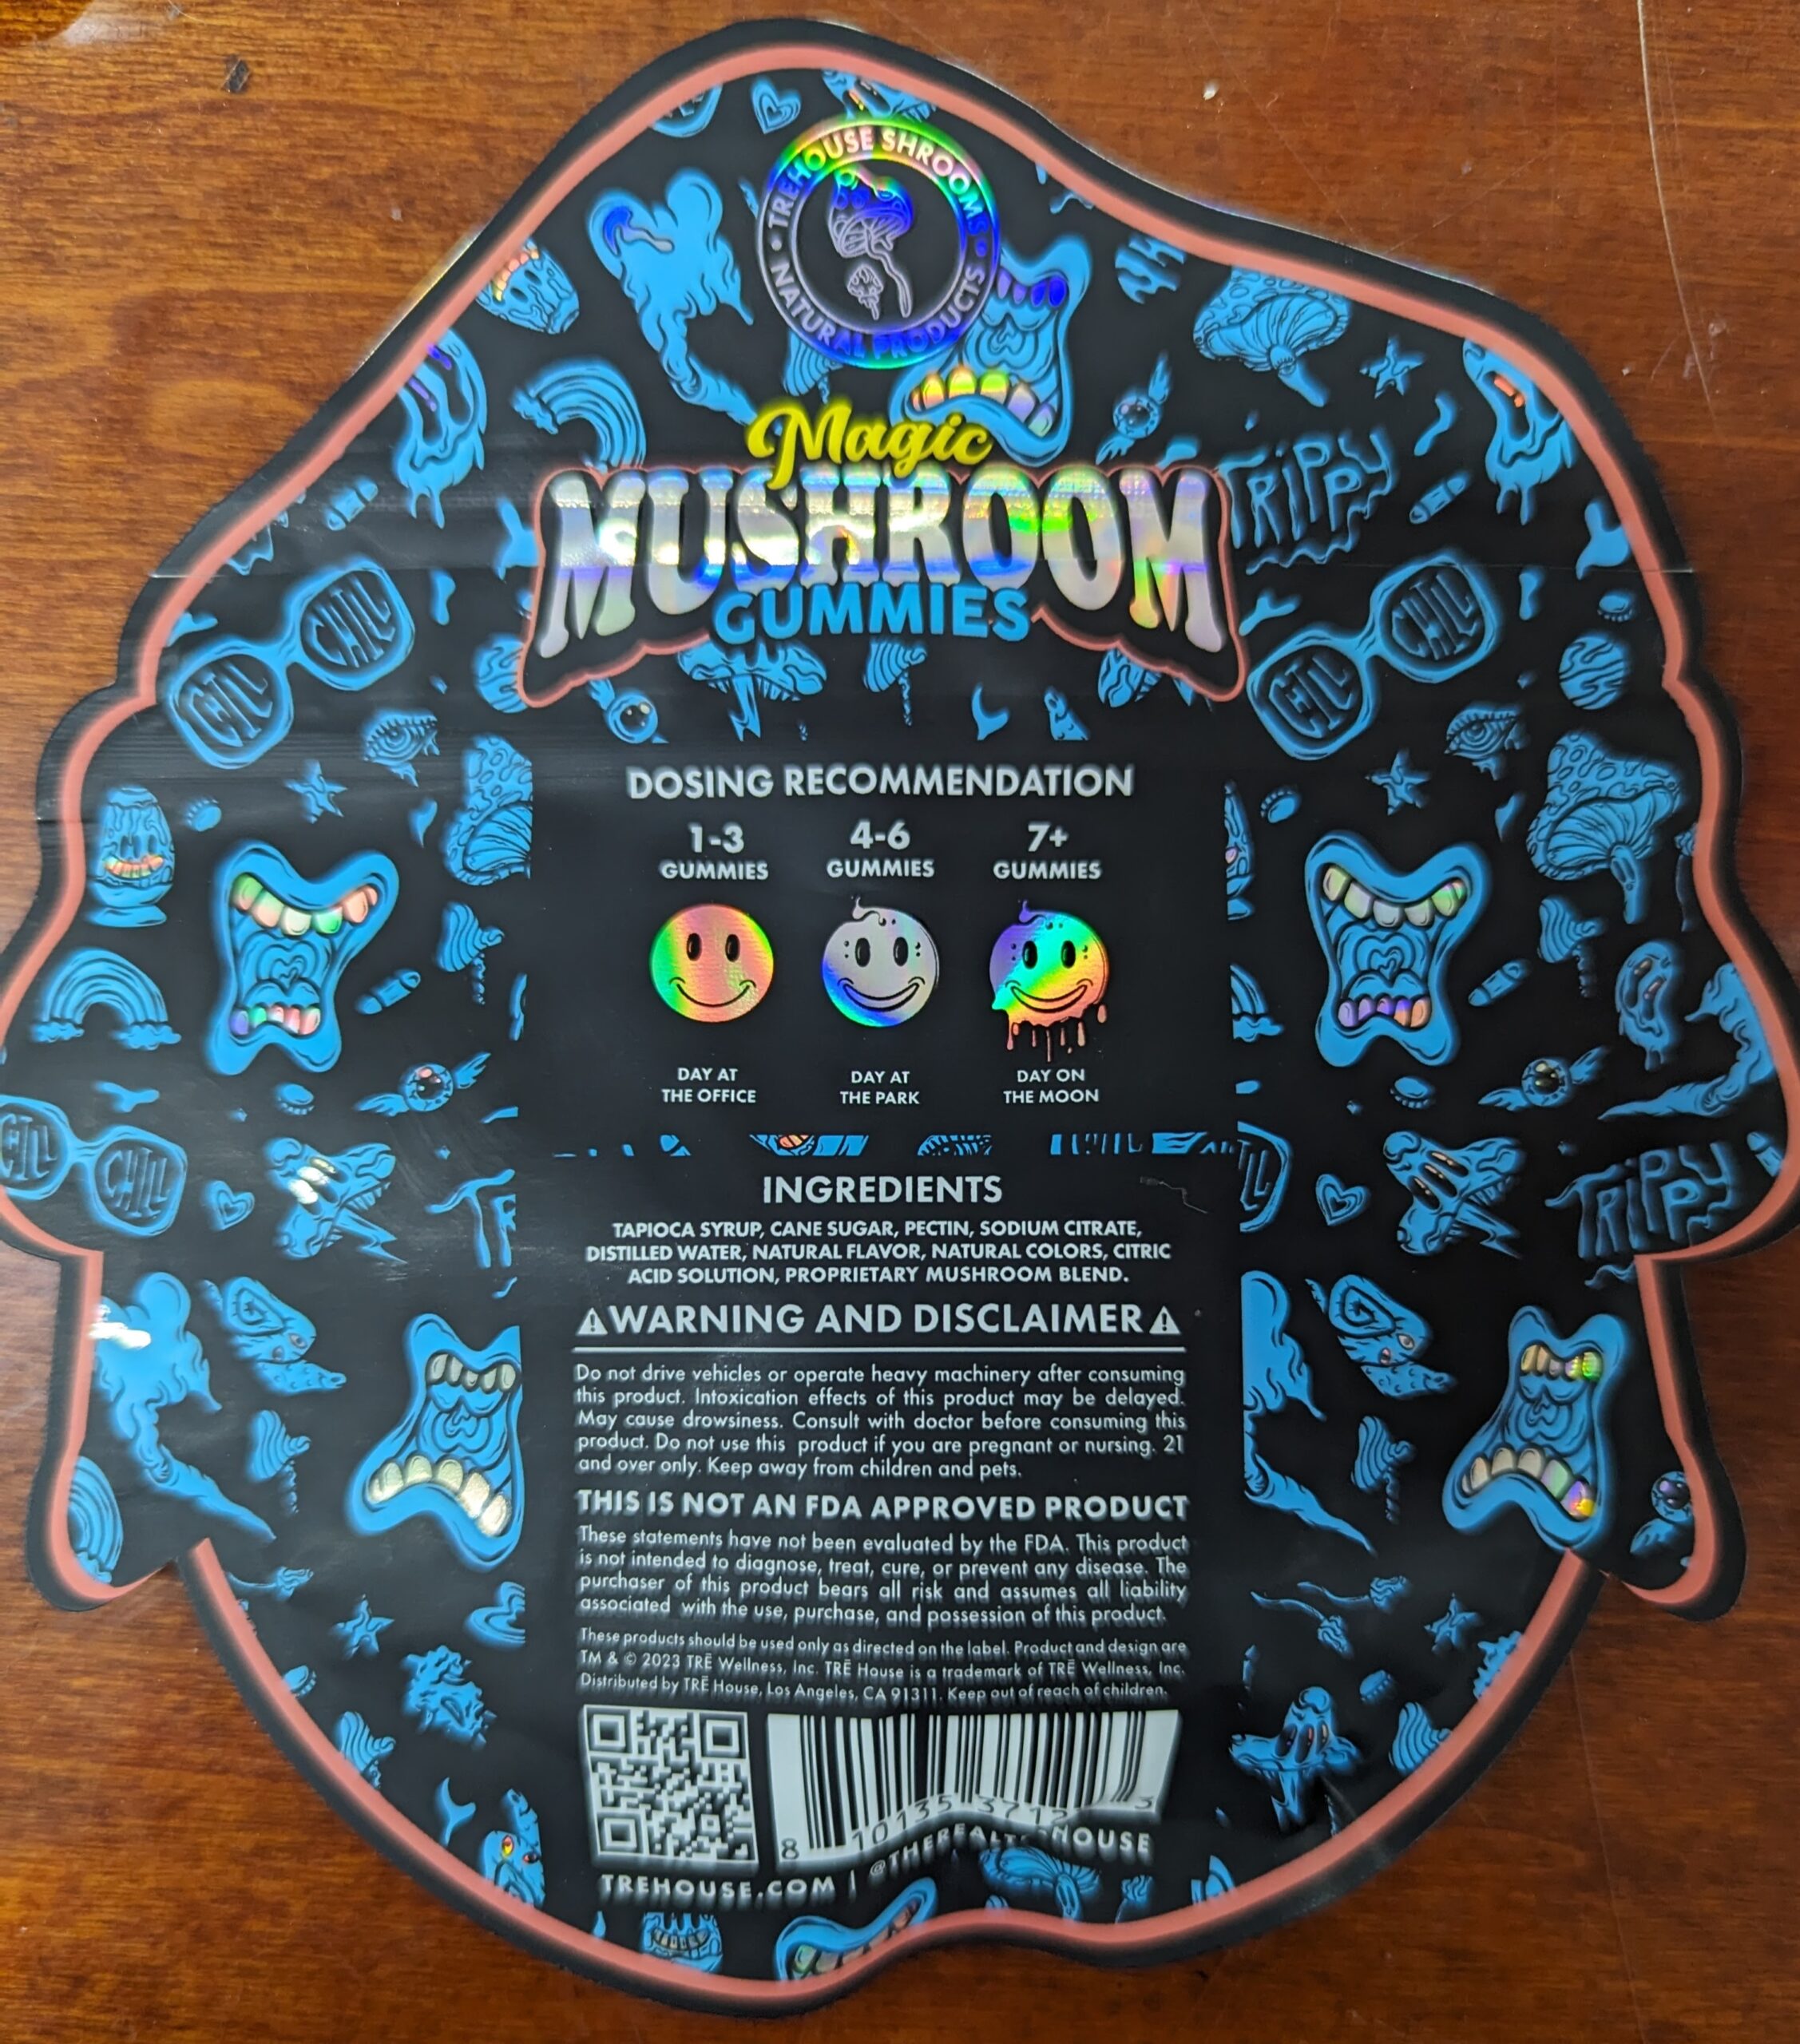 TREHOUSE SHROOMS
NATURAL PRODUCTS
Magic
MUSHROOM
GUMMIES
TRIPPY
CHILL CHILL
CHILL CHILL
DOSING RECOMMENDATION
1-3 4-6 7+
GUMMIES GUMMIES GUMMIES
DAY AT DAY AT DAY ON
THE OFFICE THE PARK THE MOON
CHILL CHILL
TRIPPY
INGREDIENTS
TAPIOCA SYRUP, CANE SUGAR, PECTIN, SODIUM CITRATE,
DISTILLED WATER, NATURAL FLAVOR, NATURAL COLORS, CITRIC
ACID SOLUTION, PROPRIETARY MUSHROOM BLEND.
WARNING AND DISCLAIMER
Do not drive vehicles or operate heavy machinery after consuming
this product. Intoxication effects of this product may be delayed.
May cause drowsiness. Consult with doctor before consuming this
product. Do not use this product if you are pregnant or nursing. 21
and over only. Keep away from children and pets.
THIS IS NOT AN FDA APPROVED PRODUCT
These statements have not been evaluated by the FDA. This product
is not intended to diagnose, treat, cure, or prevent any disease. The
purchaser of this product bears all risk and assumes all liability
associated with the use, purchase, and possession of this product.
These products should be used only as directed on the label. Product and design are
TM & © 2023 TRĒ Wellness, Inc. TRĒ House is a trademark of TRĒ Wellness, Inc.
Distributed by TRĒ House, Los Angeles, CA 91311. Keep out of reach of children.
8 10135 3712 3
TREHOUSE.COM |